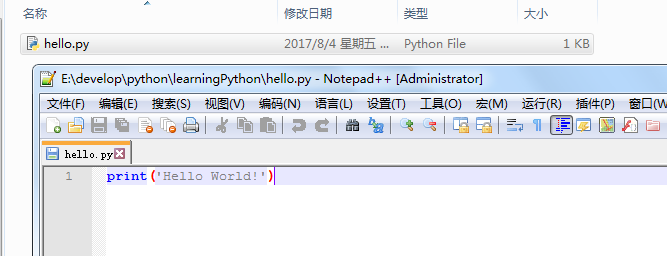 名称 修改日期 类型 大小
hello.py 2017/8/4 星期五 ... Python File 1 KB
E:\develop\python\learningPython\hello.py - Notepad++ [Administrator]
文件(F) 编辑(E) 搜索(S) 视图(V) 编码(N) 语言(L) 设置(T) 工具(O) 宏(M) 运行(R) 插件(P) 窗口(W
hello.py
1 print('Hello World!')